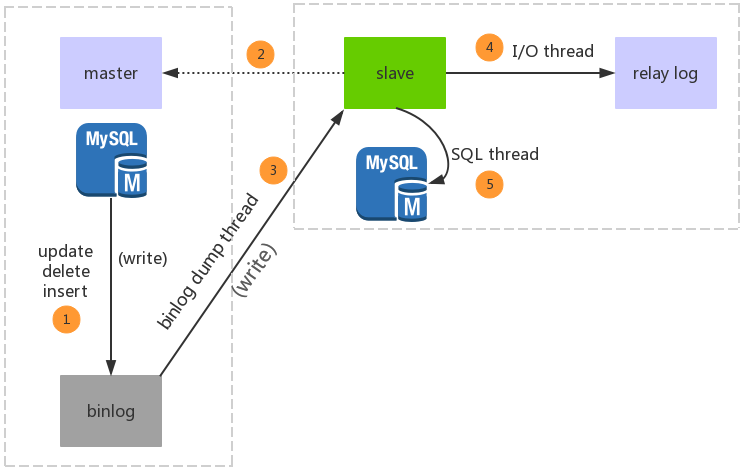 master
2
slave
4
I/O thread
relay log
MySQL
M
MySQL
M
SQL thread
5
3
binlog dump thread
(write)
update
delete
insert
(write)
1
binlog